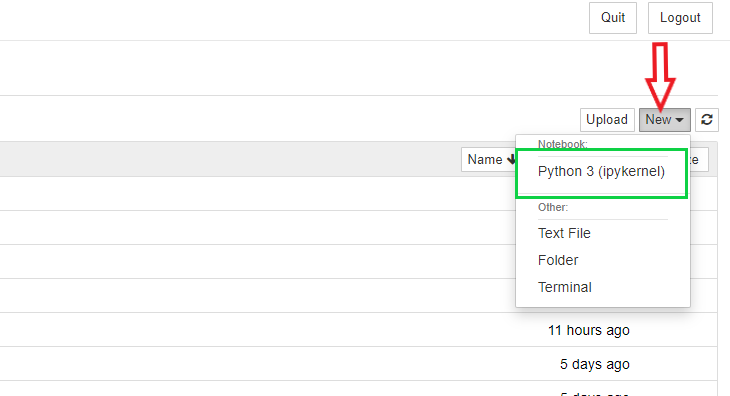 Quit Logout
Upload New
Notebook:
Name
Python 3 (ipykernel)
Other:
Text File
Folder
Terminal
11 hours ago
5 days ago